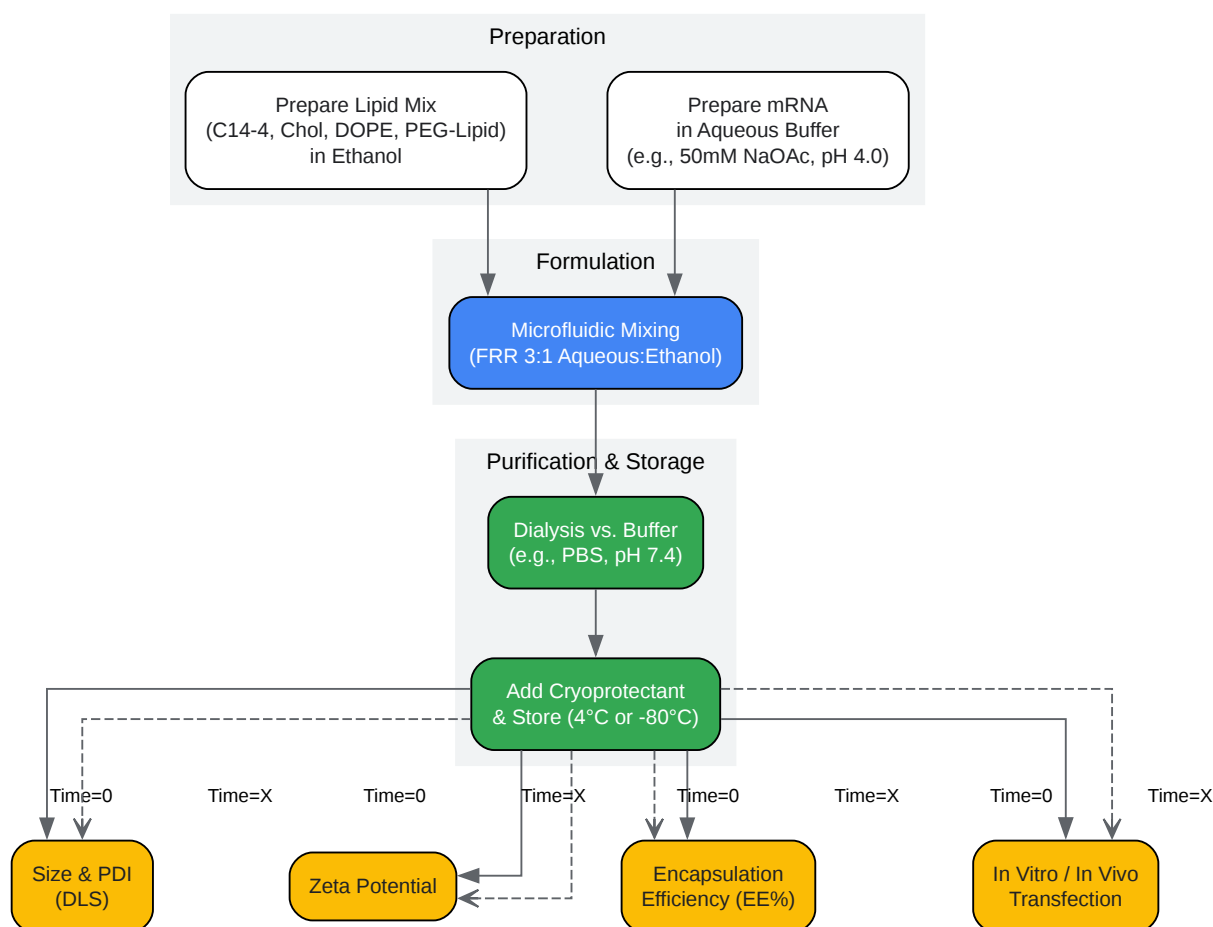 Preparation
Prepare Lipid Mix
(C14-4, Chol, DOPE, PEG-Lipid)
in Ethanol
Prepare mRNA
in Aqueous Buffer
(e.g., 50mM NaOAc, pH 4.0)
Formulation
Microfluidic Mixing
(FRR 3:1 Aqueous:Ethanol)
Purification & Storage
Dialysis vs. Buffer
(e.g., PBS, pH 7.4)
Add Cryoprotectant
& Store (4°C or -80°C)
Time=0
Time=X
Time=0
Time=X
Time=0
Time=X
Time=0
Time=X
Size & PDI
(DLS)
Zeta Potential
Encapsulation
Efficiency (EE%)
In Vitro / In Vivo
Transfection